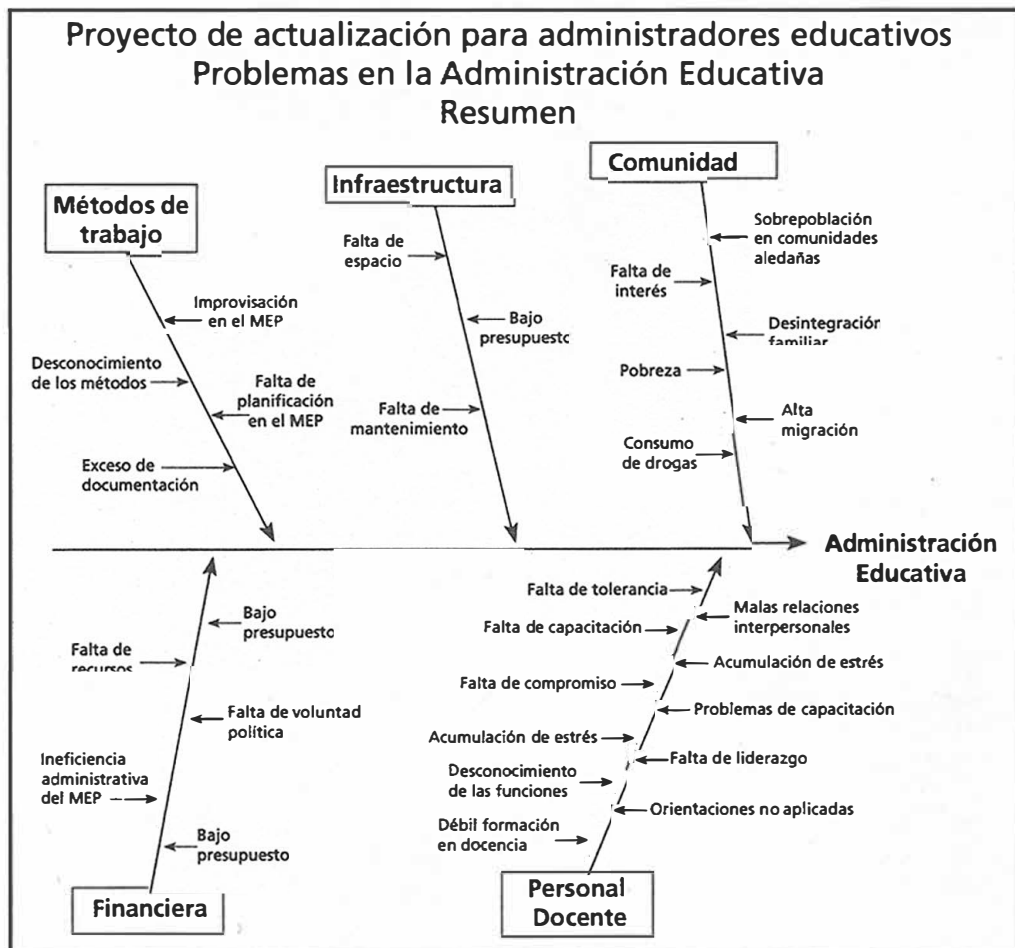 Proyecto de actualización para administradores educativos
Problemas en la Administración Educativa
Resumen
Métodos de
trabajo
Improvisación
en el MEP
Desconocimiento
de los métodos
Falta de
planificación
en el MEP
Exceso de
documentación
Infraestructura
Falta de
espacio
Bajo
presupuesto
Falta de
mantenimiento
Comunidad
Sobrepoblación
en comunidades
aledañas
Falta de
interés
Desintegración
familiar
Pobreza
Alta
migración
Consumo
de drogas
Administración
Educativa
Bajo
presupuesto
Falta de
recursos
Falta de voluntad
política
Ineficiencia
administrativa
del MEP
Bajo
presupuesto
Financiera
Falta de tolerancia
Malas relaciones
interpersonales
Falta de capacitación
Acumulación de estrés
Falta de compromiso
Problemas de capacitación
Acumulación de estrés
Falta de liderazgo
Desconocimiento
de las funciones
Orientaciones no aplicadas
Débil formación
en docencia
Personal
Docente